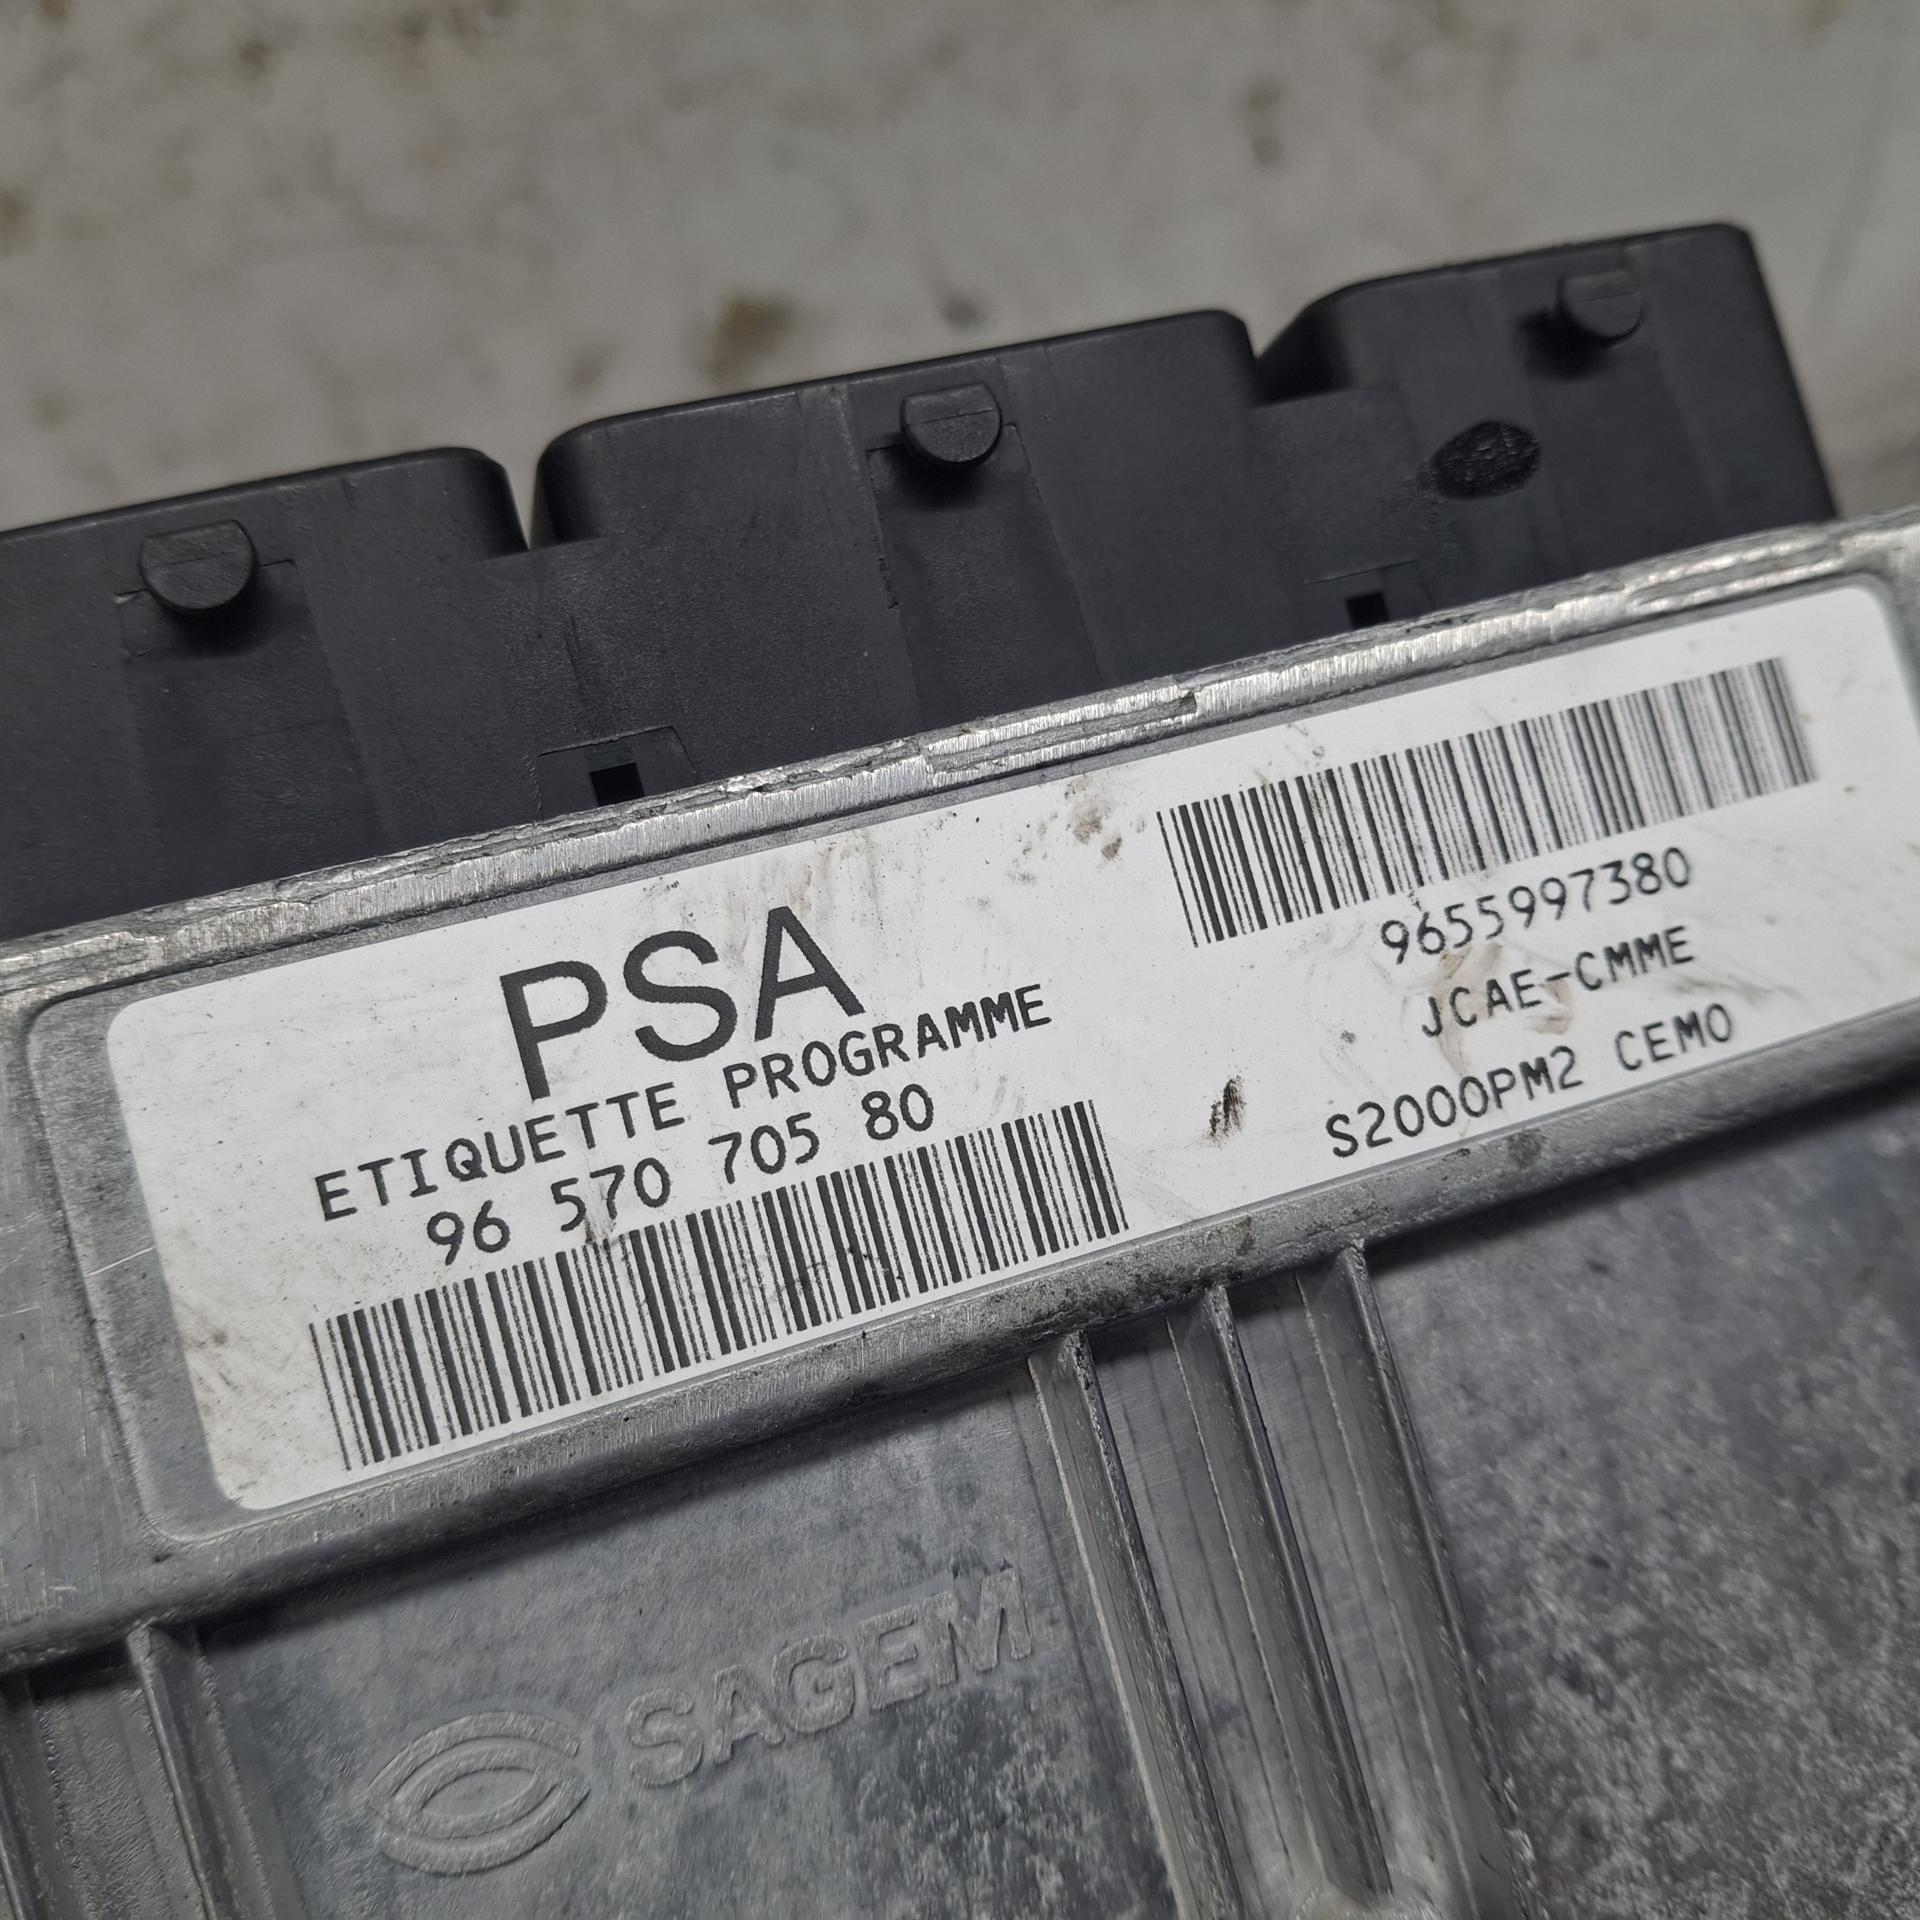 PSA
ETIQUETTE PROGRAMME
96 570 705 80
9655997380
JCAE-CMME
S2000PM2 CEMO
SAGEM